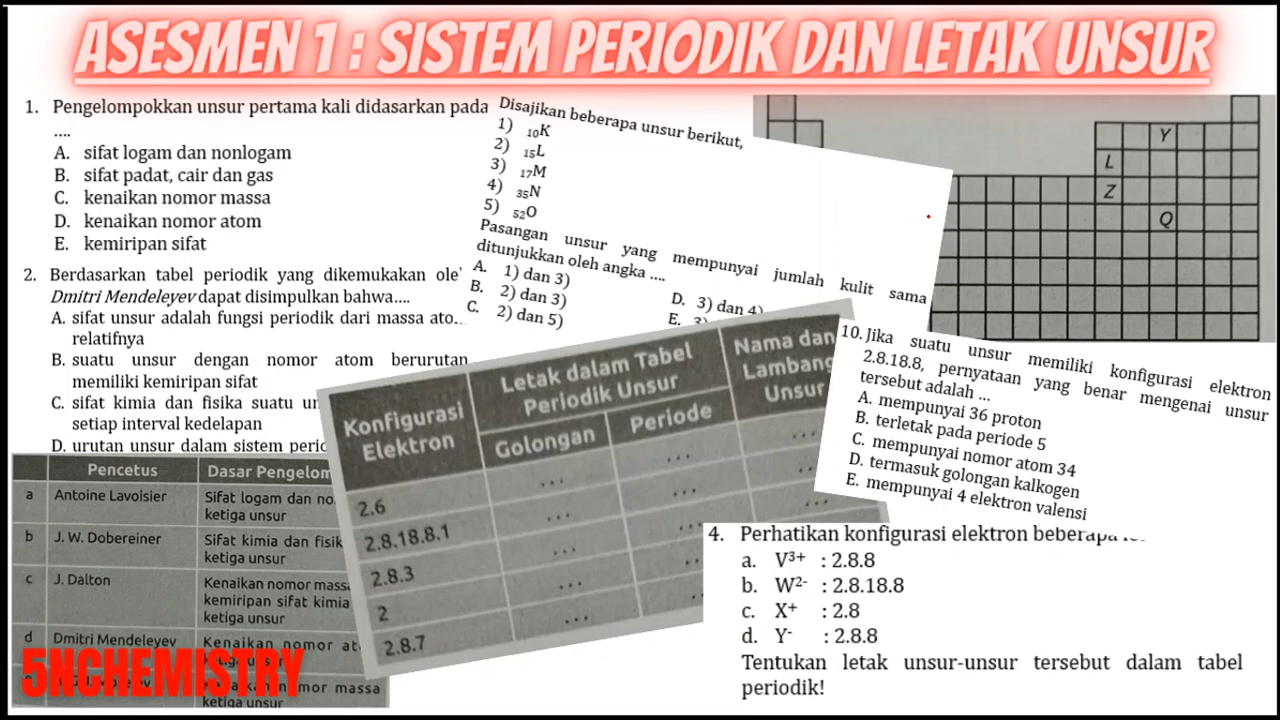 ASESMEN 1 : SISTEM PERIODIK DAN LETAK UNSUR
1. Pengelompokkan unsur pertama kali didasarkan pada
....
A. sifat logam dan nonlogam
B. sifat padat, cair dan gas
C. kenaikan nomor massa
D. kenaikan nomor atom
E. kemiripan sifat
2. Berdasarkan tabel periodik yang dikemukakan
Dmitri Mendeleyev dapat disimpulkan bahwa....
A. sifat unsur adalah fungsi periodik dari massa
relatifnya
B. suatu unsur dengan nomor atom berurutan
memiliki kemiripan sifat
C. sifat kimia dan fisika suatu
setiap interval kedelapan
D. urutan unsur dalam sistem
Disajikan beberapa unsur berikut,
1) ₁₀K
2) ₁₅L
3) ₁₇M
4) ₃₅N
5) ₅₂O
Pasangan unsur yang mempunyai jumlah kulit sama
ditunjukkan oleh angka ....
A. 1) dan 3)
B. 2) dan 3)
C. 2) dan 5)
D. 3) dan 4)
E.
Y
L
Z
Q
Pencetus Dasar
a Antoine Lavoisier Sifat logam dan
ketiga unsur
b J. W. Dobereiner Sifat kimia dan
ketiga unsur
c J. Dalton Kenaikan nomor
kemiripan sifat kimia
ketiga unsur
d Dmitri Mendeleyev Kenaikan nomor
massa
ketiga unsur
5NCHEMISTRY
Konfigurasi Elektron
Letak dalam Tabel Periodik Unsur
Golongan Periode
Nama dan Lambang Unsur
2.6 ... ... ...
2.8.18.8.1 ... ...
2.8.3 ...
2 ...
2.8.7 ...
10. Jika suatu unsur memiliki konfigurasi elektron
2.8.18.8, pernyataan yang benar mengenai unsur
tersebut adalah ...
A. mempunyai 36 proton
B. terletak pada periode 5
C. mempunyai nomor atom 34
D. termasuk golongan kalkogen
E. mempunyai 4 elektron valensi
4. Perhatikan konfigurasi elektron
a. V³⁺ : 2.8.8
b. W²⁻ : 2.8.18.8
c. X⁺ : 2.8
d. Y⁻ : 2.8.8
Tentukan letak unsur-unsur tersebut dalam tabel
periodik!